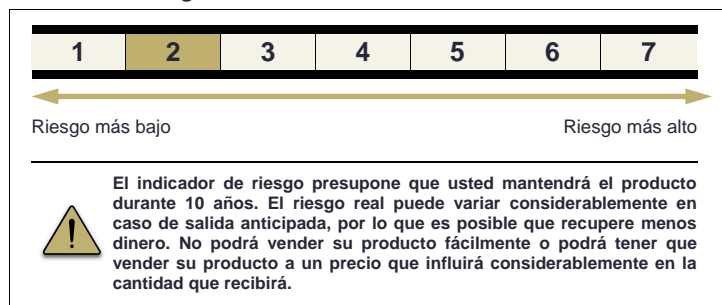 1 2 3 4 5 6 7
Riesgo más bajo Riesgo más alto
El indicador de riesgo presupone que usted mantendrá el producto
durante 10 años. El riesgo real puede variar considerablemente en
caso de salida anticipada, por lo que es posible que recupere menos
dinero. No podrá vender su producto fácilmente o podrá tener que
vender su producto a un precio que influirá considerablemente en la
cantidad que recibirá.